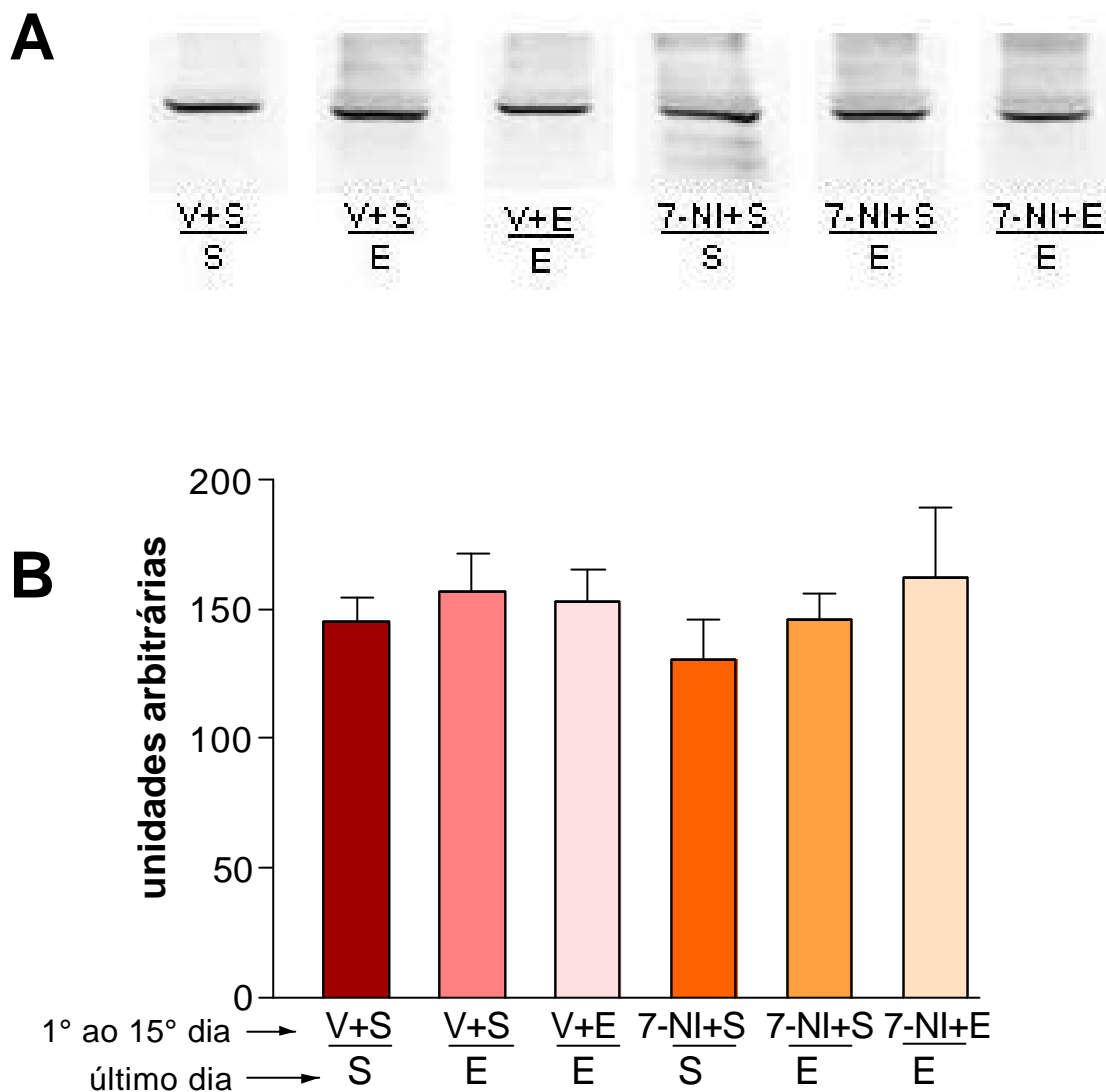 A
V+S V+S V+E 7-NI+S 7-NI+S 7-NI+E
S E E S E E
B
unidades arbitrárias
200
150
100
50
0
1° ao 15° dia V+S V+S V+E 7-NI+S 7-NI+S 7-NI+E
último dia S E E S E E